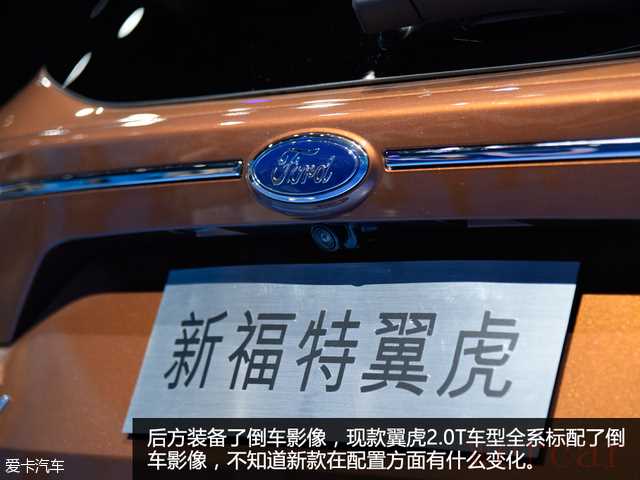 Ford
新福特翼虎
后方装备了倒车影像，现款翼虎2.0T车型全系标配了倒
车影像，不知道新款在配置方面有什么变化。
爱卡汽车